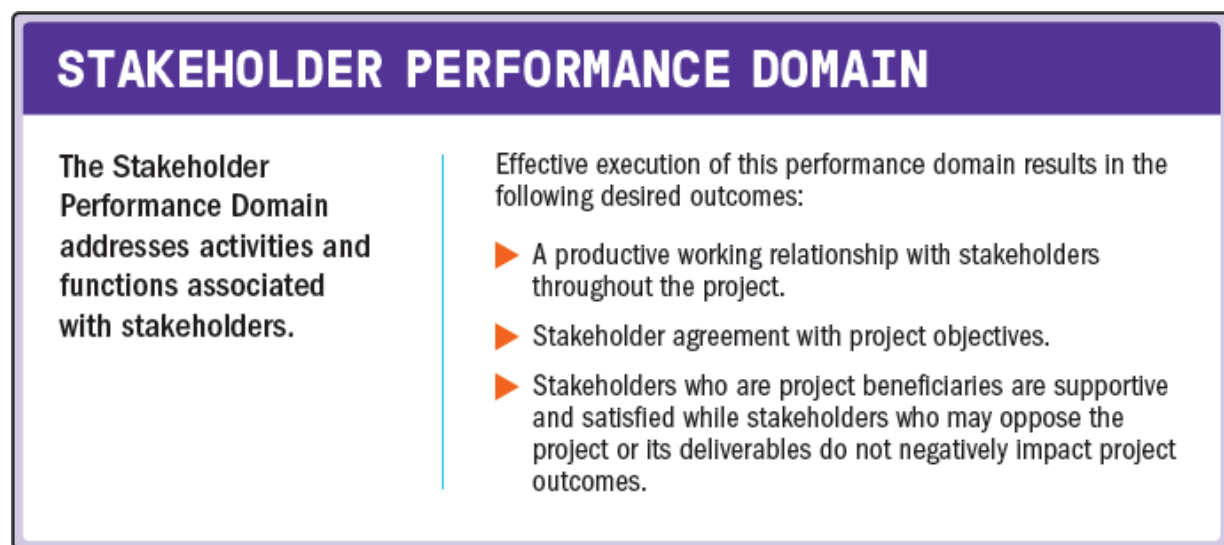 STAKEHOLDER PERFORMANCE DOMAIN
The Stakeholder
Performance Domain
addresses activities and
functions associated
with stakeholders.
Effective execution of this performance domain results in the
following desired outcomes:
A productive working relationship with stakeholders
throughout the project.
Stakeholder agreement with project objectives.
Stakeholders who are project beneficiaries are supportive
and satisfied while stakeholders who may oppose the
project or its deliverables do not negatively impact project
outcomes.